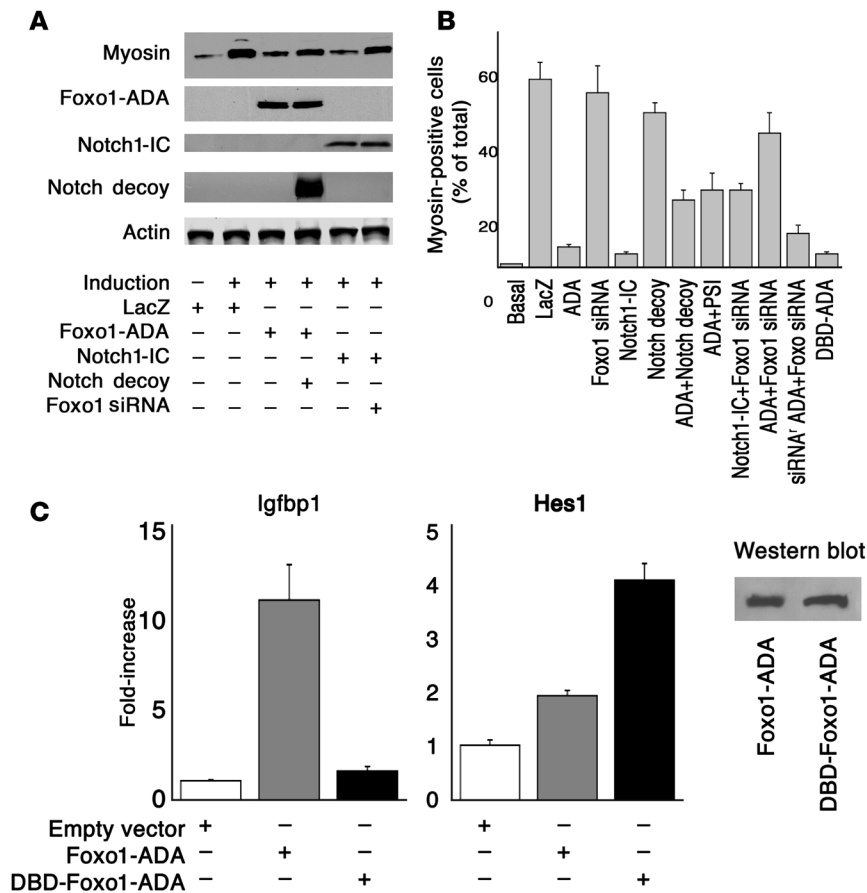 A
Myosin
Foxo1-ADA
Notch1-IC
Notch decoy
Actin
Induction – + + + + +
LacZ + + – – – –
Foxo1-ADA – – + + – –
Notch1-IC – – – – + +
Notch decoy – – – + – –
Foxo1 siRNA – – – – – +
B
Myosin-positive cells
(% of total)
60
40
20
0
Basal
LacZ
ADA
Foxo1 siRNA
Notch1-IC
Notch decoy
ADA+Notch decoy
ADA+PSI
Notch1-IC+Foxo1 siRNA
ADA+Foxo1 siRNA
siRNAʳ ADA+Foxo siRNA
DBD-ADA
C
Igfbp1
Fold-increase
15
10
5
0
Hes1
5
4
3
2
1
0
Empty vector + – – + – –
Foxo1-ADA – + – – + –
DBD-Foxo1-ADA – – + – – +
Western blot
Foxo1-ADA
DBD-Foxo1-ADA